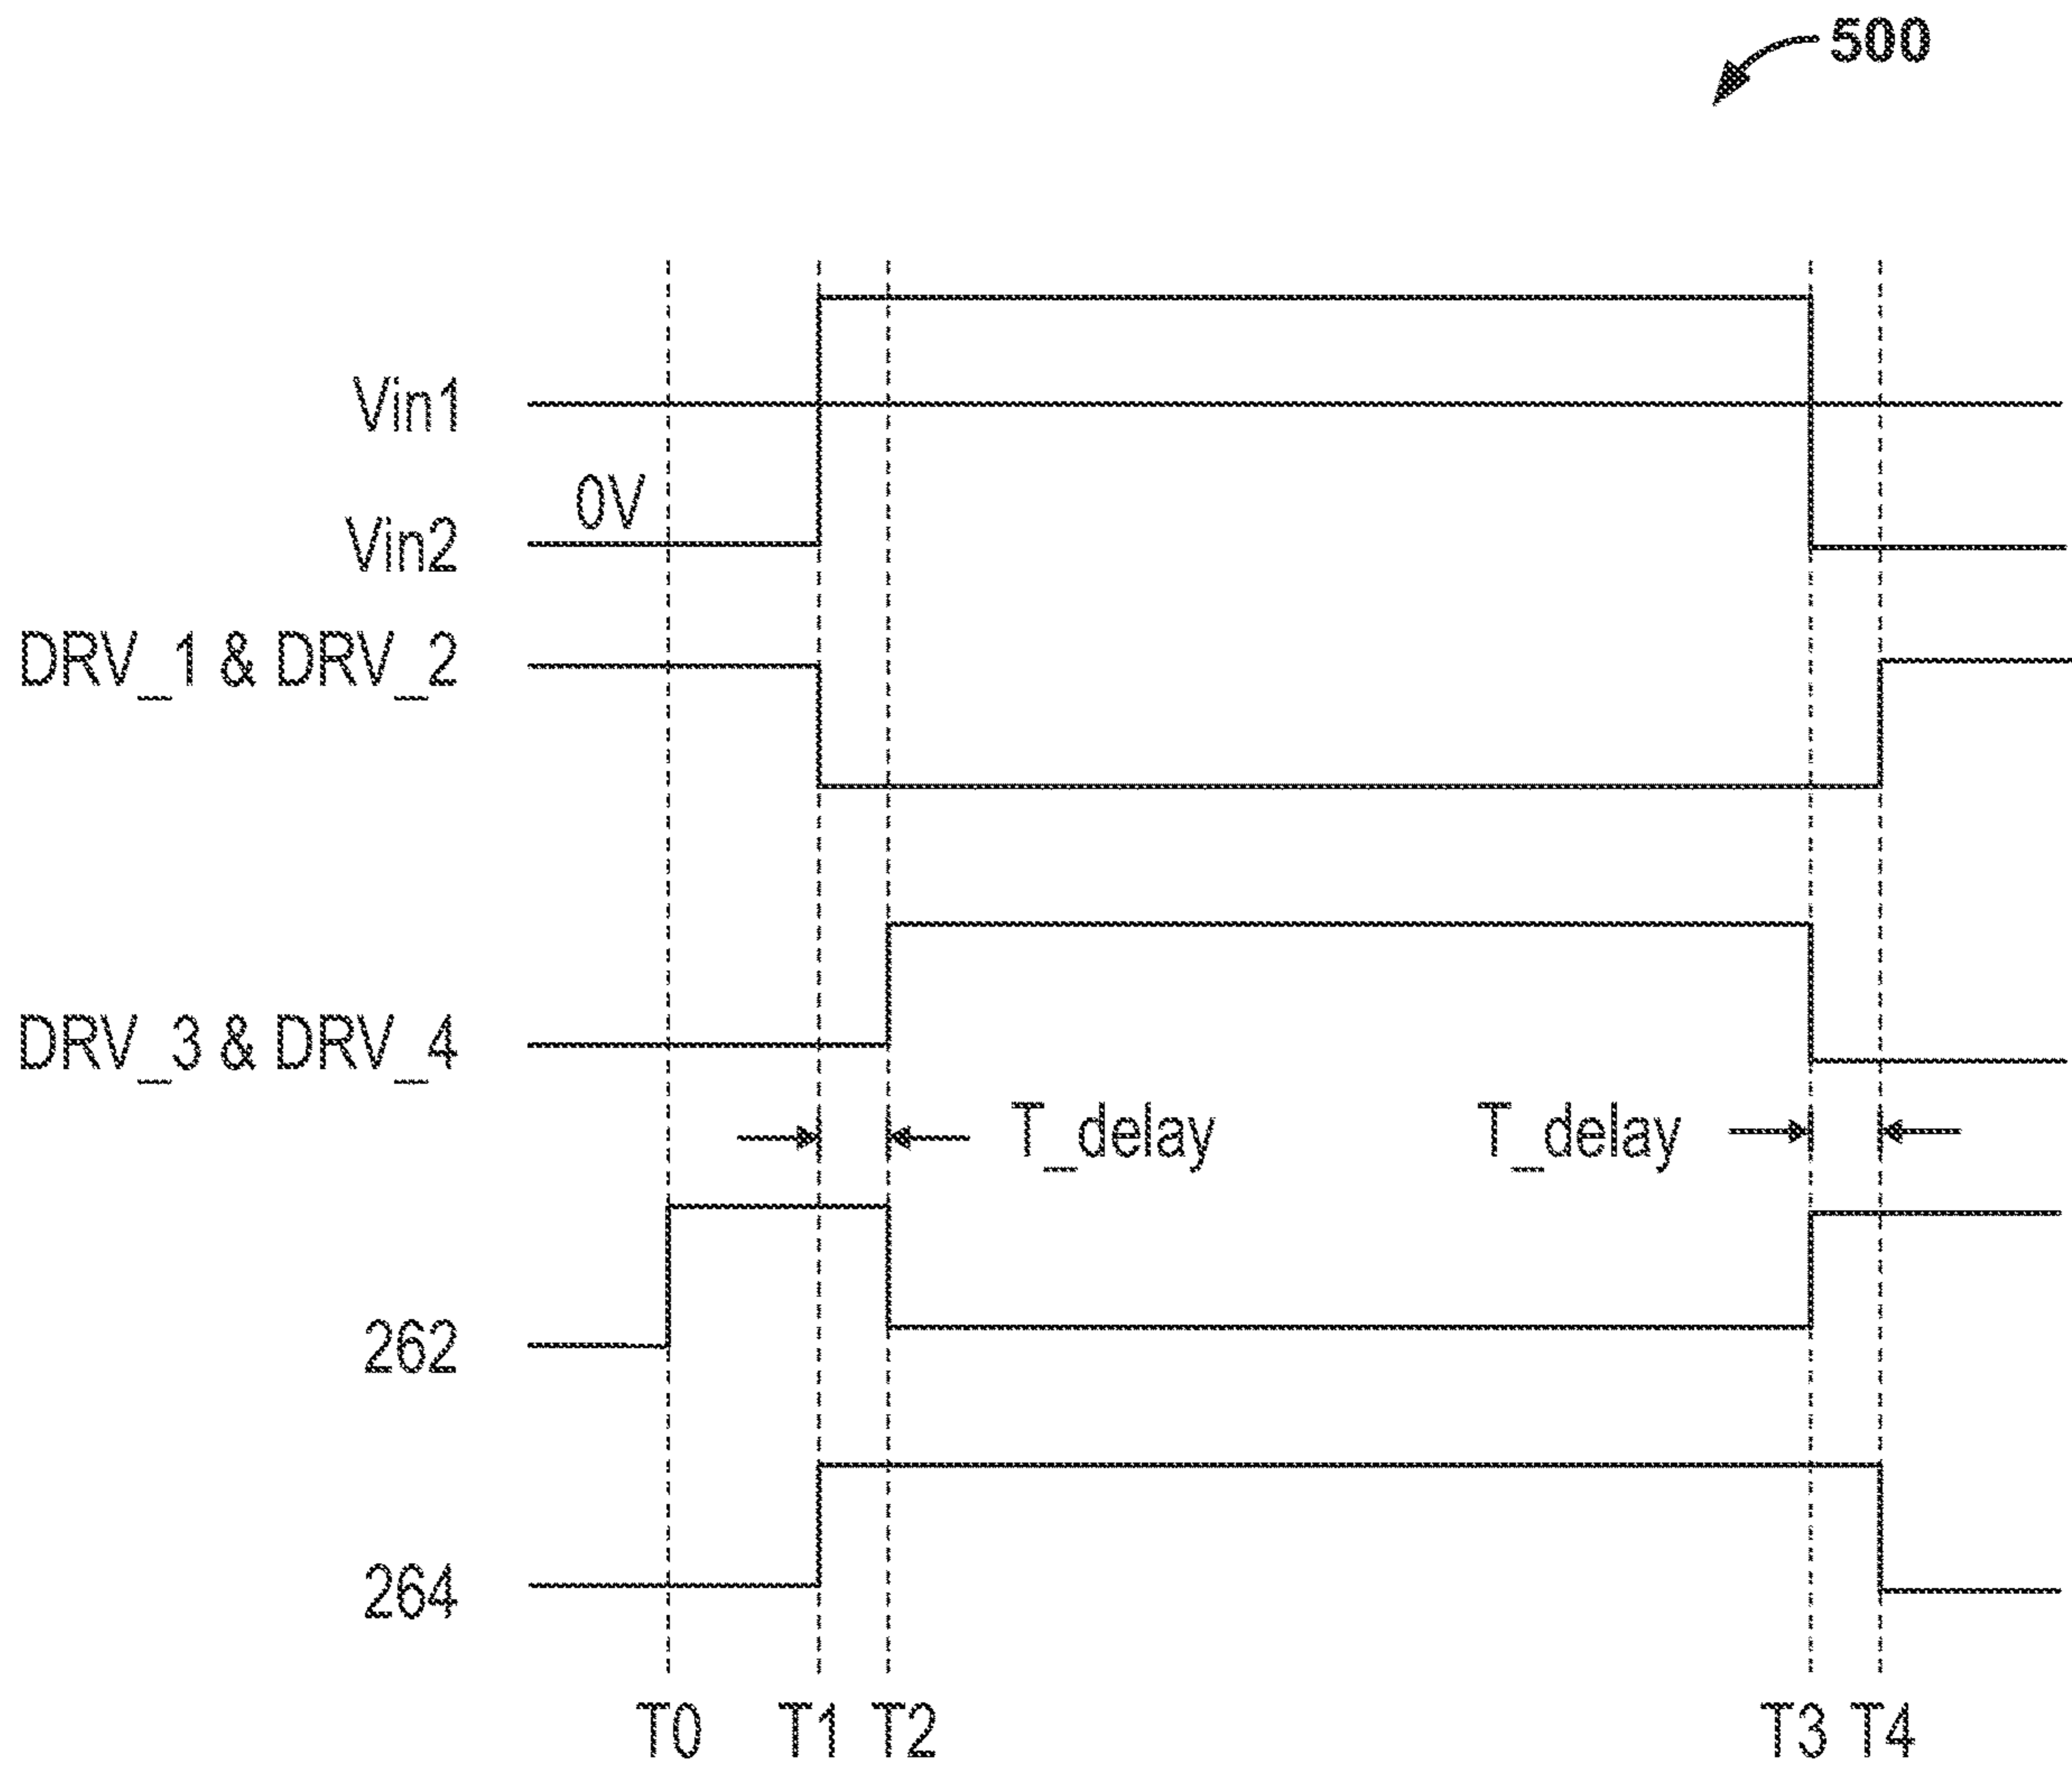 500
Vin1
0V
Vin2
DRV_1 & DRV_2
DRV_3 & DRV_4
T_delay T_delay
262
264
T0 T1 T2 T3 T4